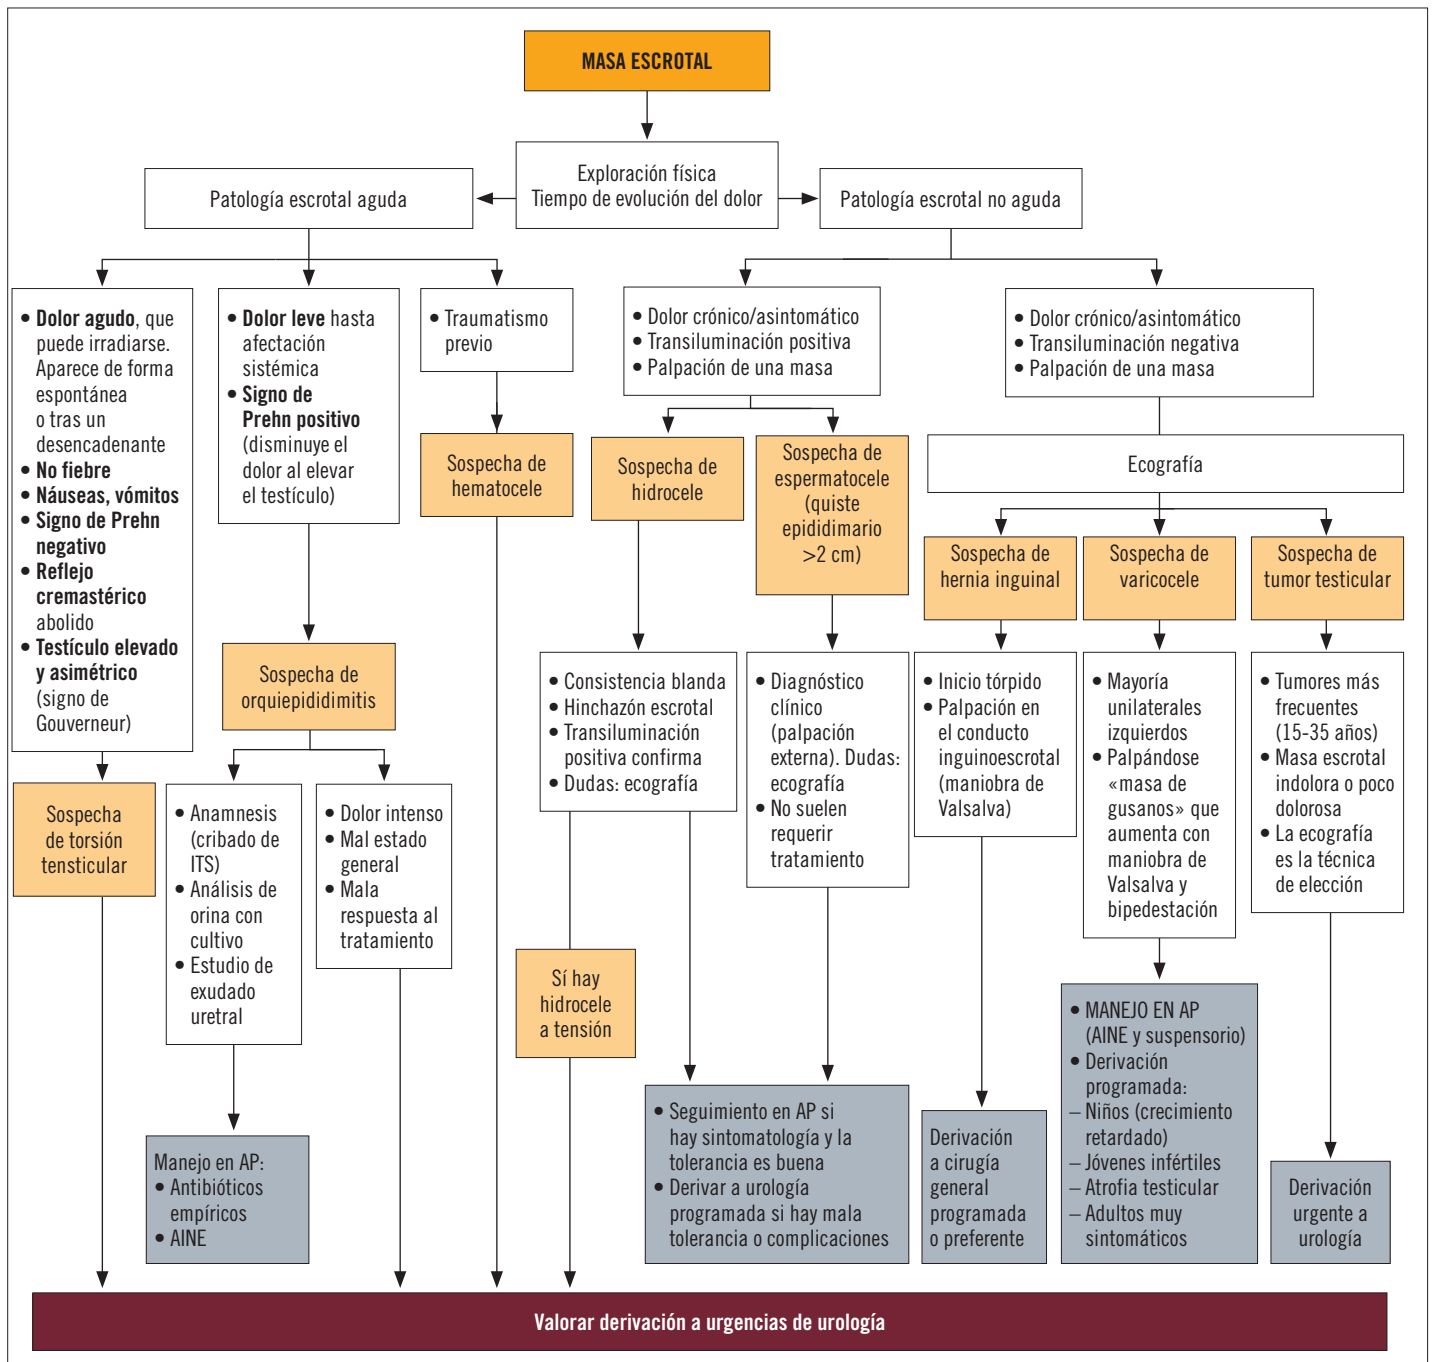 MASA ESCROTAL
Exploración física
Tiempo de evolución del dolor
Patología escrotal aguda
Patología escrotal no aguda
• Dolor agudo, que
puede irradiarse.
Aparece de forma
espontánea
o tras un
desencadenante
• No fiebre
• Náuseas, vómitos
• Signo de Prehn
negativo
• Reflejo
cremastérico
abolido
• Testículo elevado
y asimétrico
(signo de
Gouverneur)
• Dolor leve hasta
afectación
sistémica
• Signo de
Prehn positivo
(disminuye el
dolor al elevar
el testículo)
• Traumatismo
previo
• Dolor crónico/asintomático
• Transiluminación positiva
• Palpación de una masa
• Dolor crónico/asintomático
• Transiluminación negativa
• Palpación de una masa
Sospecha de
hematocele
Sospecha de
hidrocele
Sospecha de
espermatocele
(quiste
epididimario
>2 cm)
Ecografía
Sospecha de
hernia inguinal
Sospecha de
varicocele
Sospecha de
tumor testicular
Sospecha de
orquiepididimitis
• Consistencia blanda
• Hinchazón escrotal
• Transiluminación
positiva confirma
• Dudas: ecografía
• Diagnóstico
clínico
(palpación
externa). Dudas:
ecografía
• No suelen
requerir
tratamiento
• Inicio tórpido
• Palpación en
el conducto
inguinoescrotal
(maniobra de
Valsalva)
• Mayoría
unilaterales
izquierdos
• Palpándose
«masa de
gusanos» que
aumenta con
maniobra de
Valsalva y
bipedestación
• Tumores más
frecuentes
(15-35 años)
• Masa escrotal
indolora o poco
dolorosa
• La ecografía
es la técnica
de elección
Sospecha
de torsión
tensticular
• Anamnesis
(cribado de
ITS)
• Análisis de
orina con
cultivo
• Estudio de
exudado
uretral
• Dolor intenso
• Mal estado
general
• Mala
respuesta al
tratamiento
Sí hay
hidrocele
a tensión
Manejo en AP:
• Antibióticos
empíricos
• AINE
• Seguimiento en AP si
hay sintomatología y la
tolerancia es buena
• Derivar a urología
programada si hay mala
tolerancia o complicaciones
Derivación
a cirugía
general
programada
o preferente
• MANEJO EN AP
(AINE y suspensorio)
• Derivación
programada:
– Niños (crecimiento
retardado)
– Jóvenes infértiles
– Atrofia testicular
– Adultos muy
sintomáticos
Derivación
urgente a
urología
Valorar derivación a urgencias de urología